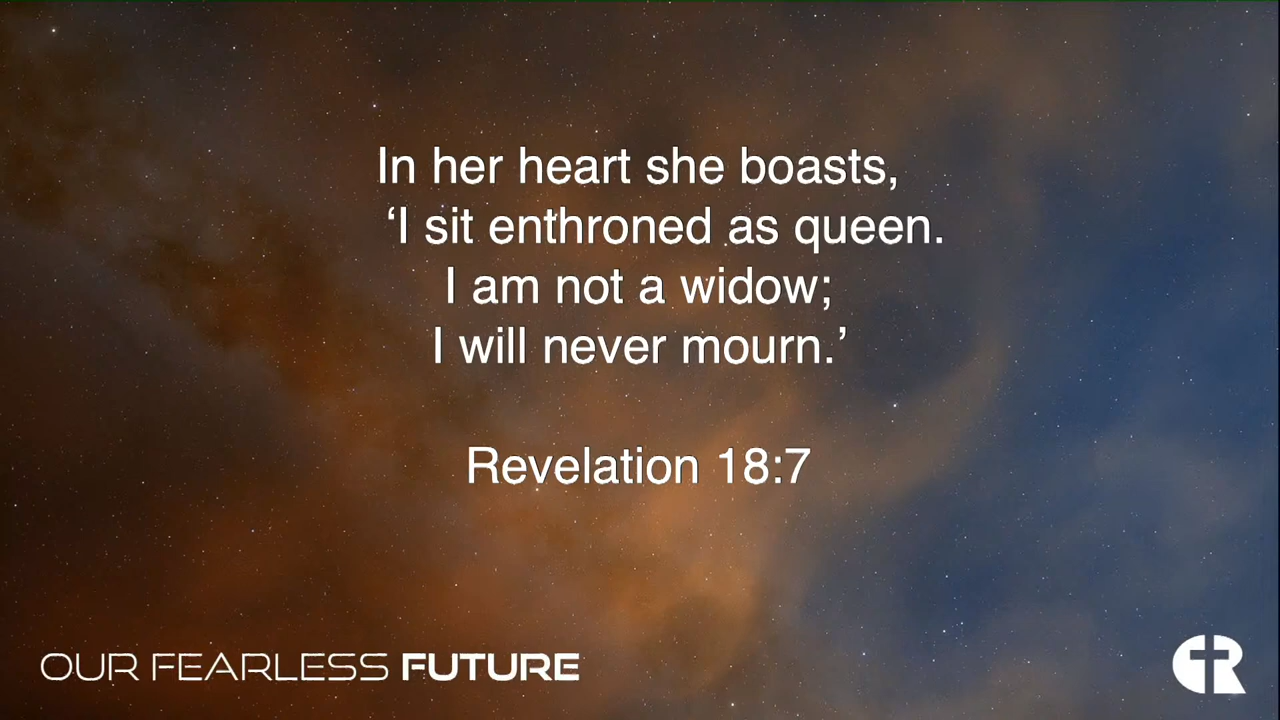 In her heart she boasts,
‘I sit enthroned as queen.
I am not a widow;
I will never mourn.’
Revelation 18:7
OUR FEARLESS FUTURE
CR